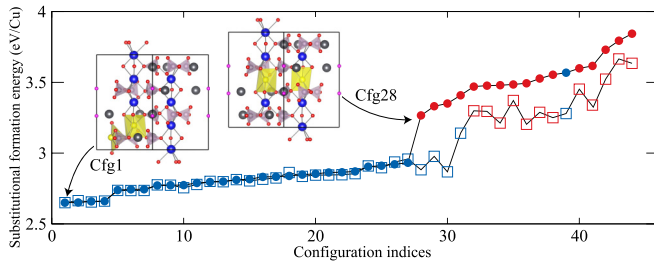 Substitutional formation energy (eV/Cu)
4
3.5
3
2.5
Cfg1
Cfg28
0
10
20
30
40
Configuration indices